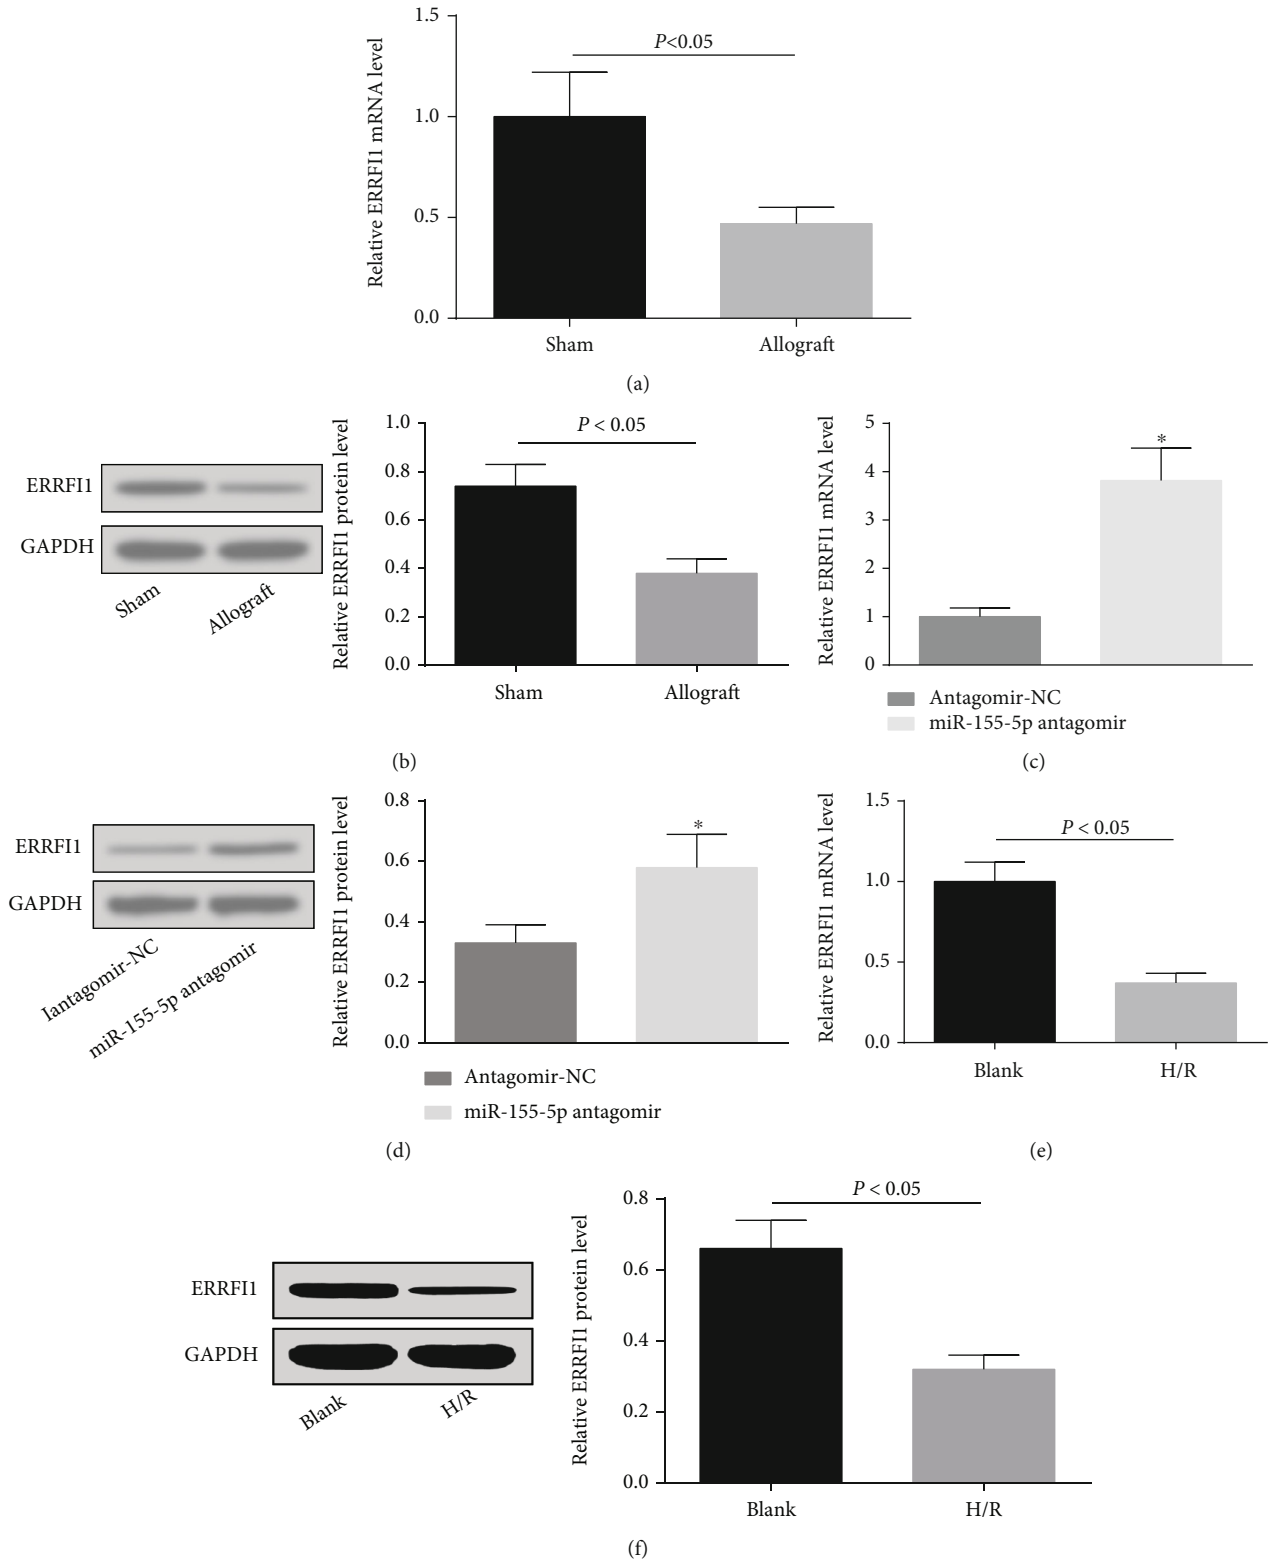 Relative ERRFI1 mRNA level
1.5
1.0
0.5
0.0
P<0.05
Sham
Allograft
(a)
ERRFI1
GAPDH
Sham
Allograft
Relative ERRFI1 protein level
1.0
0.8
0.6
0.4
0.2
0.0
P < 0.05
Sham
Allograft
(b)
Relative ERRFI1 mRNA level
5
4
3
2
1
0
*
Antagomir-NC
miR-155-5p antagomir
(c)
ERRFI1
GAPDH
Iantagomir-NC
miR-155-5p antagomir
Relative ERRFI1 protein level
0.8
0.6
0.4
0.2
0.0
*
Antagomir-NC
miR-155-5p antagomir
(d)
Relative ERRFI1 mRNA level
1.5
1.0
0.5
0.0
P < 0.05
Blank
H/R
(e)
ERRFI1
GAPDH
Blank
H/R
Relative ERRFI1 protein level
0.8
0.6
0.4
0.2
0.0
P < 0.05
Blank
H/R
(f)